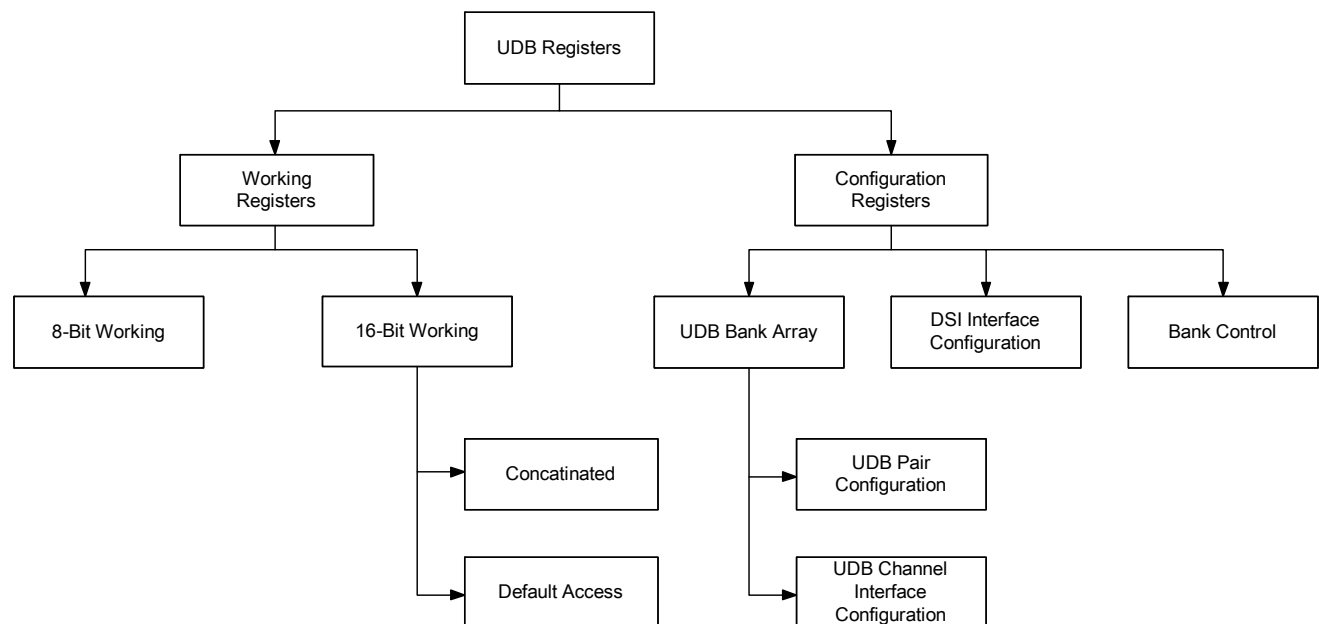 UDB Registers
Working
Registers
Configuration
Registers
8-Bit Working
16-Bit Working
UDB Bank Array
DSI Interface
Configuration
Bank Control
Concatinated
UDB Pair
Configuration
Default Access
UDB Channel
Interface
Configuration